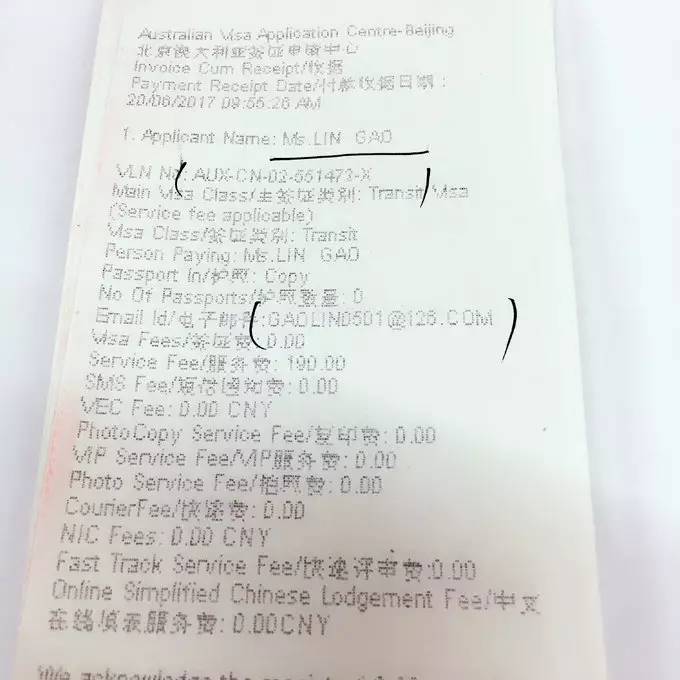 Australian Visa Application Centre-Beijing
北京澳大利亚签证申请中心
Invoice Cum Receipt/收据
Payment Receipt Date/付款收据日期:
20/06/2017 09:55:26 AM
1. Applicant Name: Ms.LIN GAO
VLN No: AUX-CN-02-551473-X
Main Visa Class/主签证类别: Transit Visa
(Service fee applicable)
Visa Class/签证类别: Transit
Person Paying: Ms.LIN GAO
Passport In/护照: Copy
No Of Passports/护照数量: 0
Email Id/电子邮件:GAOLIN0501@126.COM
Visa Fees/签证费: 0.00
Service Fee/服务费: 190.00
SMS Fee/短信通知费: 0.00
VEC Fee: 0.00 CNY
PhotoCopy Service Fee/复印费: 0.00
VIP Service Fee/VIP服务费: 0.00
Photo Service Fee/拍照费: 0.00
CourierFee/快递费: 0.00
NIC Fees: 0.00 CNY
Fast Track Service Fee/快速评审费:0.00
Online Simplified Chinese Lodgement Fee/中文
在线填表服务费: 0.00CNY
We acknowledge the